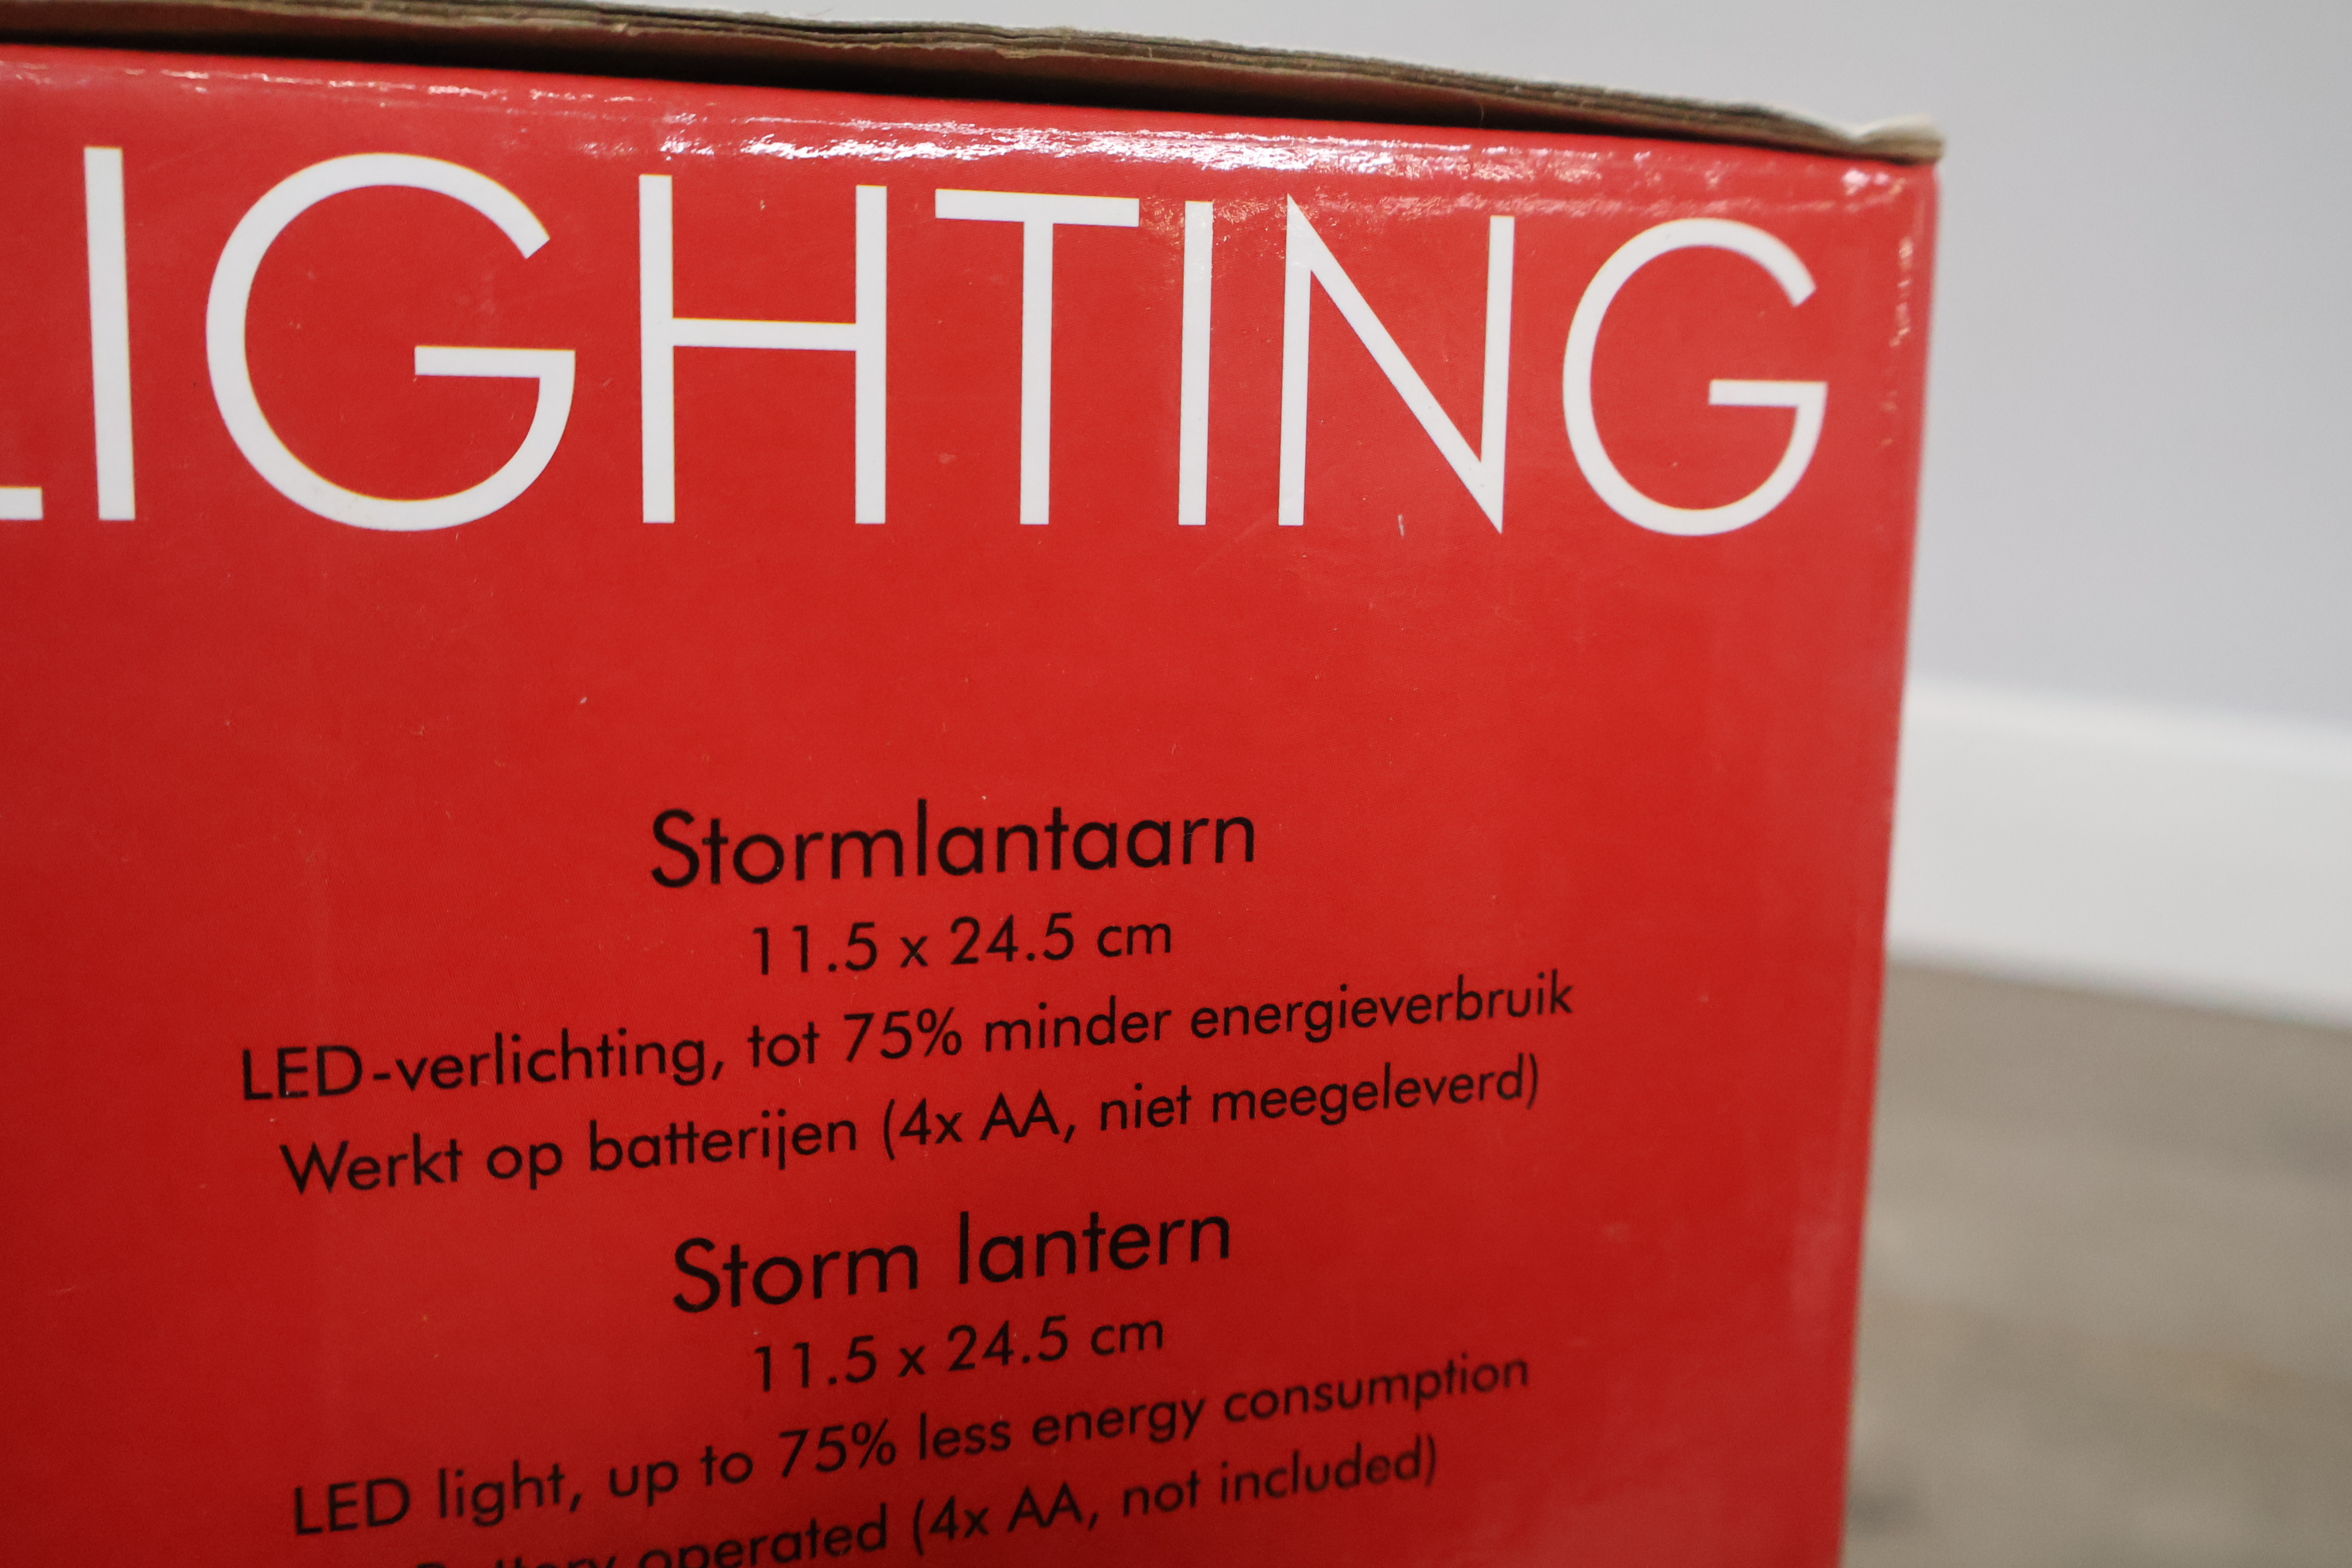 LIGHTING
Stormlantaarn
11.5 x 24.5 cm
LED-verlichting, tot 75% minder energieverbruik
Werkt op batterijen (4x AA, niet meegeleverd)
Storm lantern
11.5 x 24.5 cm
LED light, up to 75% less energy consumption
Battery operated (4x AA, not included)